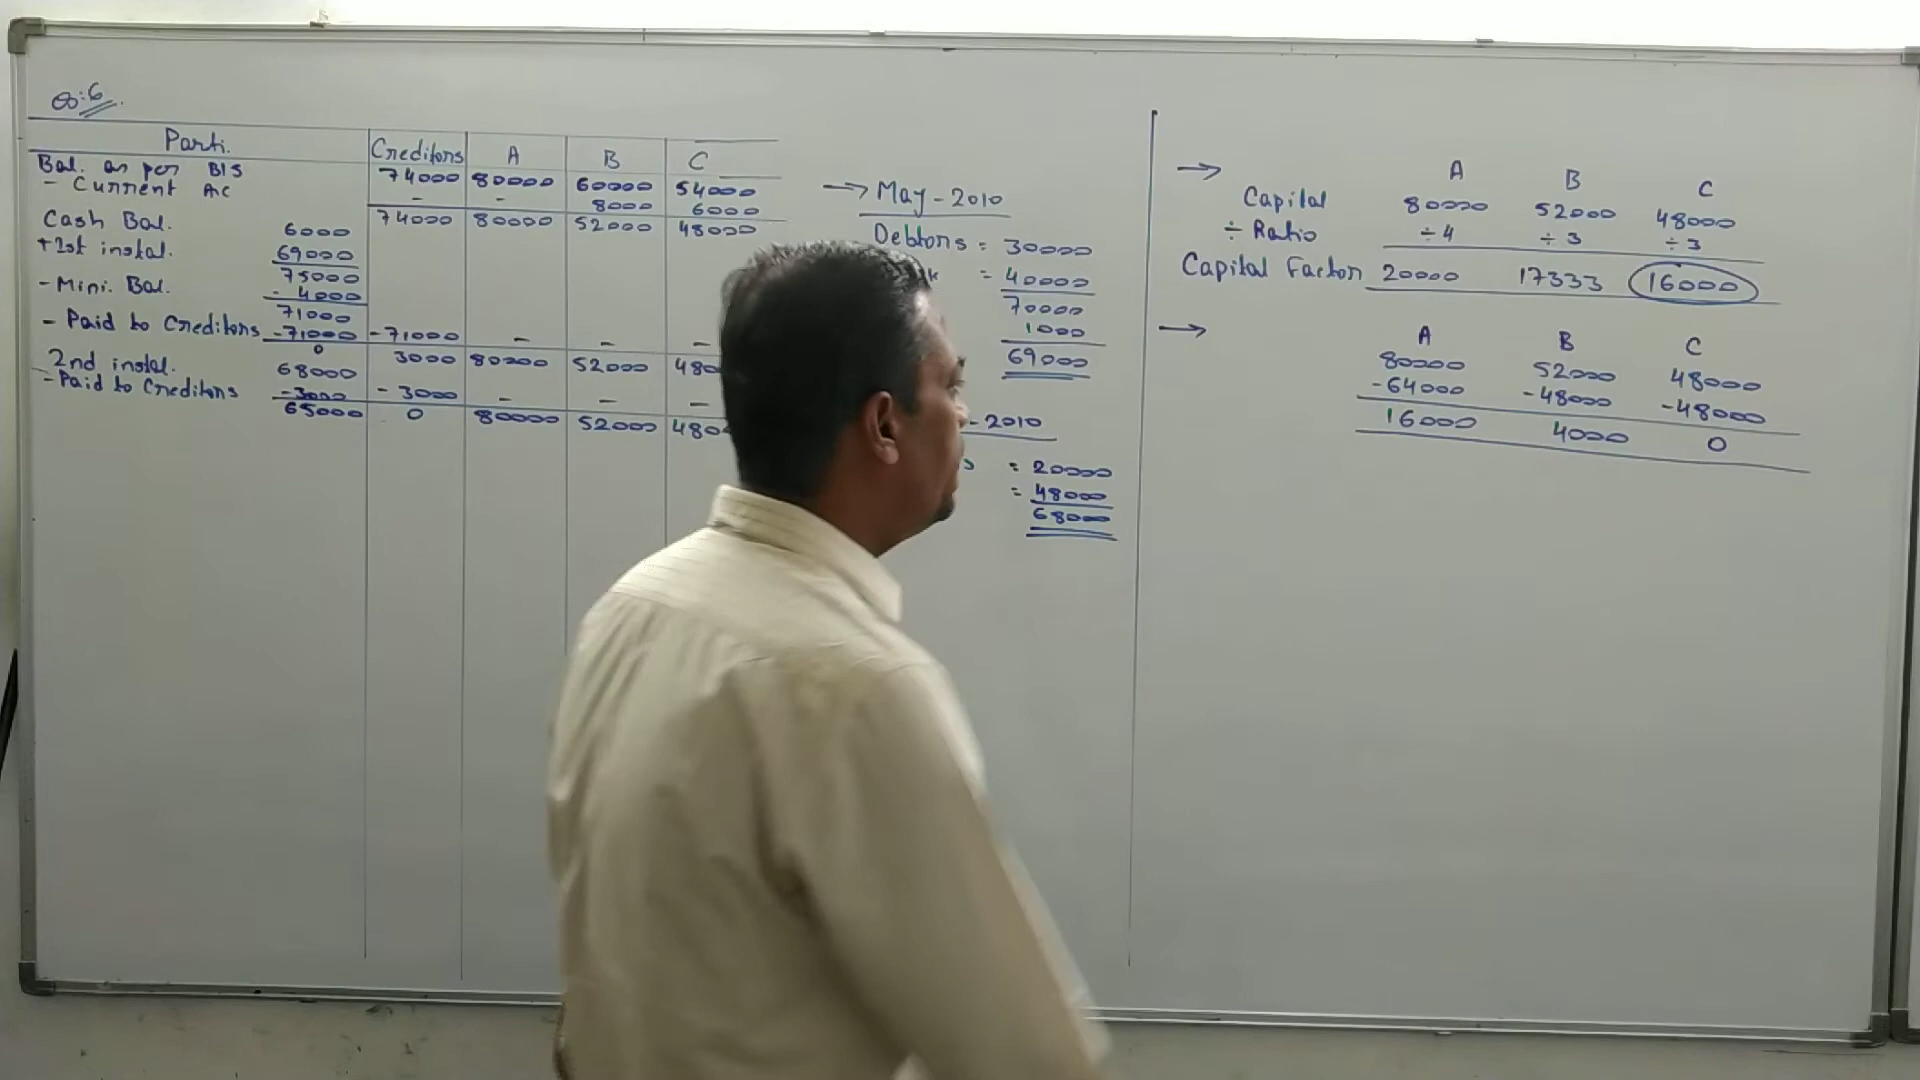 Parti. Creditors A B C
Bal. as per B/S 74000 80000 60000 54000
- Current A/c - - 8000 6000
74000 80000 52000 48000
Cash Bal. 6000
+ 1st instal. 69000
75000
- Mini. Bal. - 4000
71000
- Paid to Creditors -71000 -71000 - - -
0 3000 80000 52000 480
2nd instal. 68000
- Paid to Creditors -3000 - 3000 - - -
65000 0 80000 52000 480
→ May - 2010
Debtors = 30000
= 40000
70000
1000
69000
- 2010
= 20000
= 48000
68000
→ A B C
Capital 80000 52000 48000
÷ Ratio ÷4 ÷3 ÷3
Capital Factor 20000 17333 16000
→ A B C
80000 52000 48000
-64000 -48000 -48000
16000 4000 0